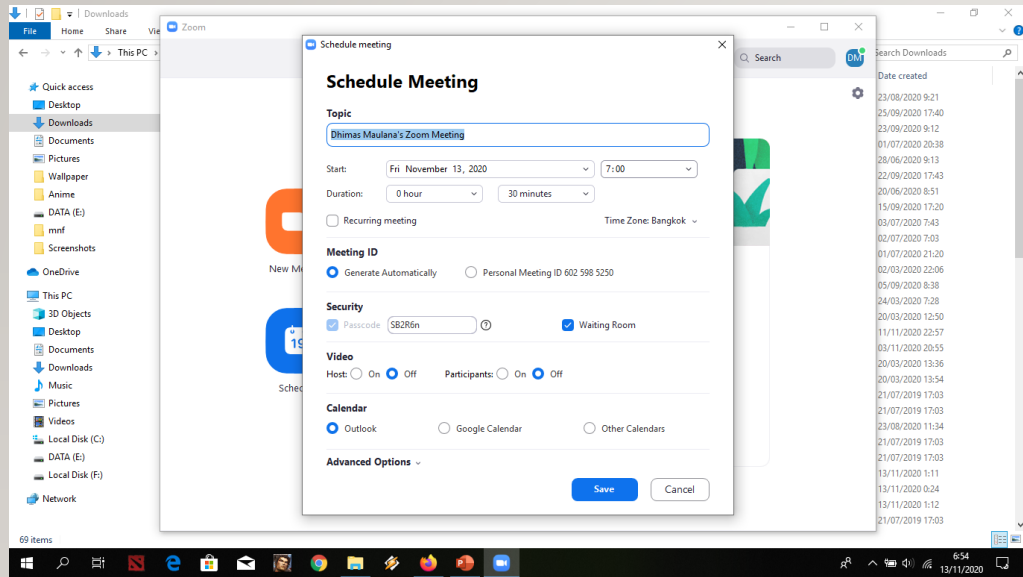 Downloads
File Home Share Vie
This PC
Search Downloads
Quick access
Desktop
Downloads
Documents
Pictures
Wallpaper
Anime
DATA (E:)
mnf
Screenshots
OneDrive
This PC
3D Objects
Desktop
Documents
Downloads
Music
Pictures
Videos
Local Disk (C:)
DATA (E:)
Local Disk (F:)
Network
69 items
Zoom
Search
DM
New Me
19
Sched
Schedule meeting
Schedule Meeting
Topic
Dhimas Maulana's Zoom Meeting
Start: Fri November 13, 2020 7:00
Duration: 0 hour 30 minutes
Recurring meeting Time Zone: Bangkok
Meeting ID
Generate Automatically Personal Meeting ID 602 598 5250
Security
Passcode SB2R6n Waiting Room
Video
Host: On Off Participants: On Off
Calendar
Outlook Google Calendar Other Calendars
Advanced Options
Save Cancel
Date created
23/08/2020 9:21
25/09/2020 17:40
23/09/2020 9:12
01/07/2020 20:38
28/06/2020 9:13
22/09/2020 17:43
20/06/2020 8:51
15/09/2020 17:20
03/07/2020 7:43
02/07/2020 7:03
01/07/2020 21:20
02/03/2020 22:06
05/09/2020 8:38
24/03/2020 7:28
20/03/2020 12:50
11/11/2020 22:57
03/11/2020 20:55
20/03/2020 13:36
20/03/2020 13:54
21/07/2019 17:03
21/07/2019 17:03
23/08/2020 11:34
21/07/2019 17:03
21/07/2019 17:03
13/11/2020 1:11
13/11/2020 0:24
13/11/2020 1:12
21/07/2019 17:03
6:54
13/11/2020